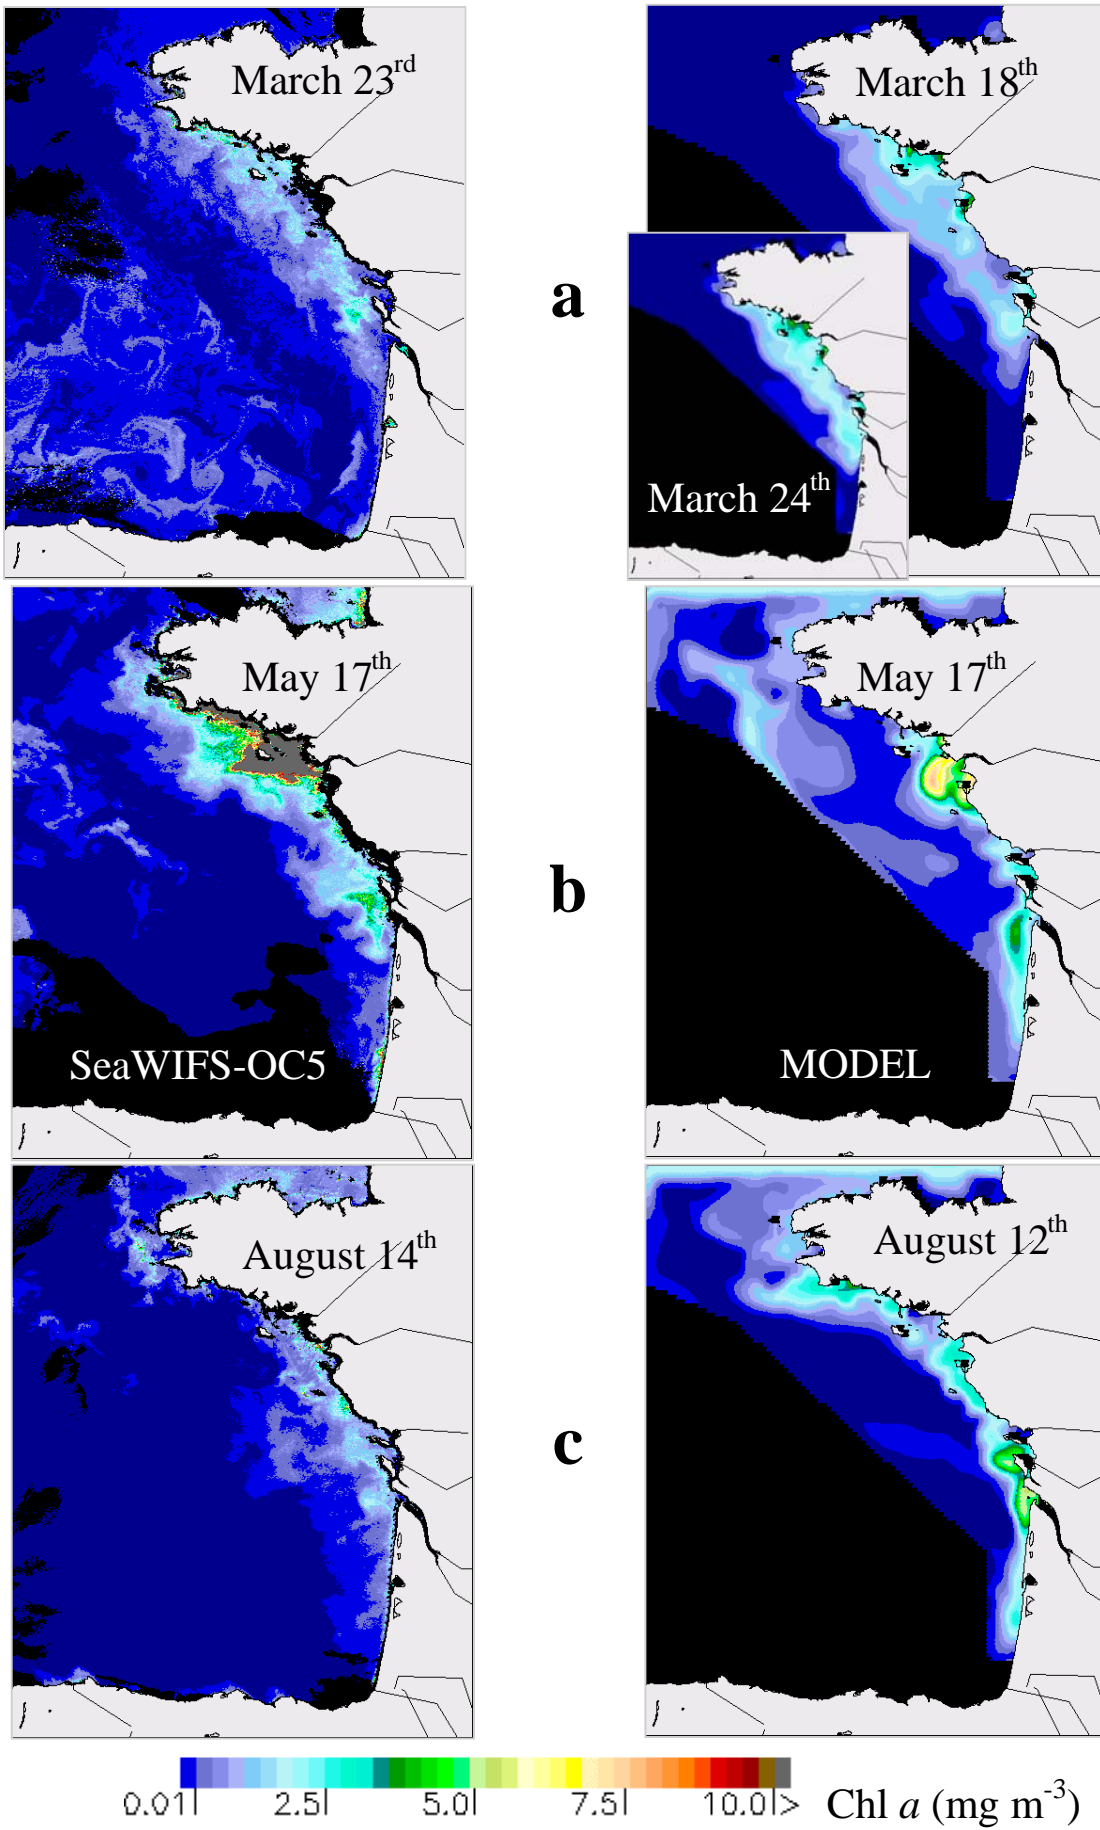 March 23rd
March 18th
a
March 24th
May 17th
May 17th
b
SeaWIFS-OC5
MODEL
August 14th
August 12th
c
0.01| 2.5| 5.0| 7.5| 10.0|> Chl a (mg m-3)